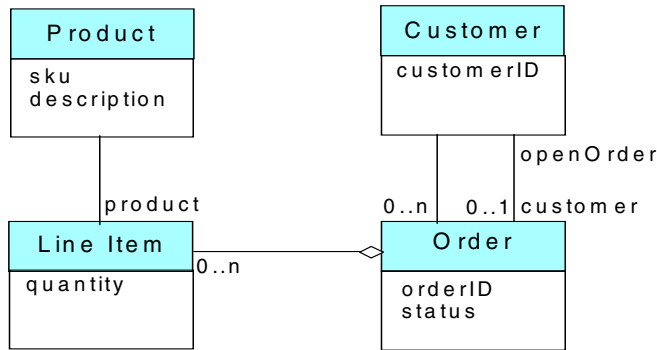 Product
sku
description
Customer
customerID
openOrder
product
0..n
0..1 customer
Line Item
quantity
0..n
Order
orderID
status